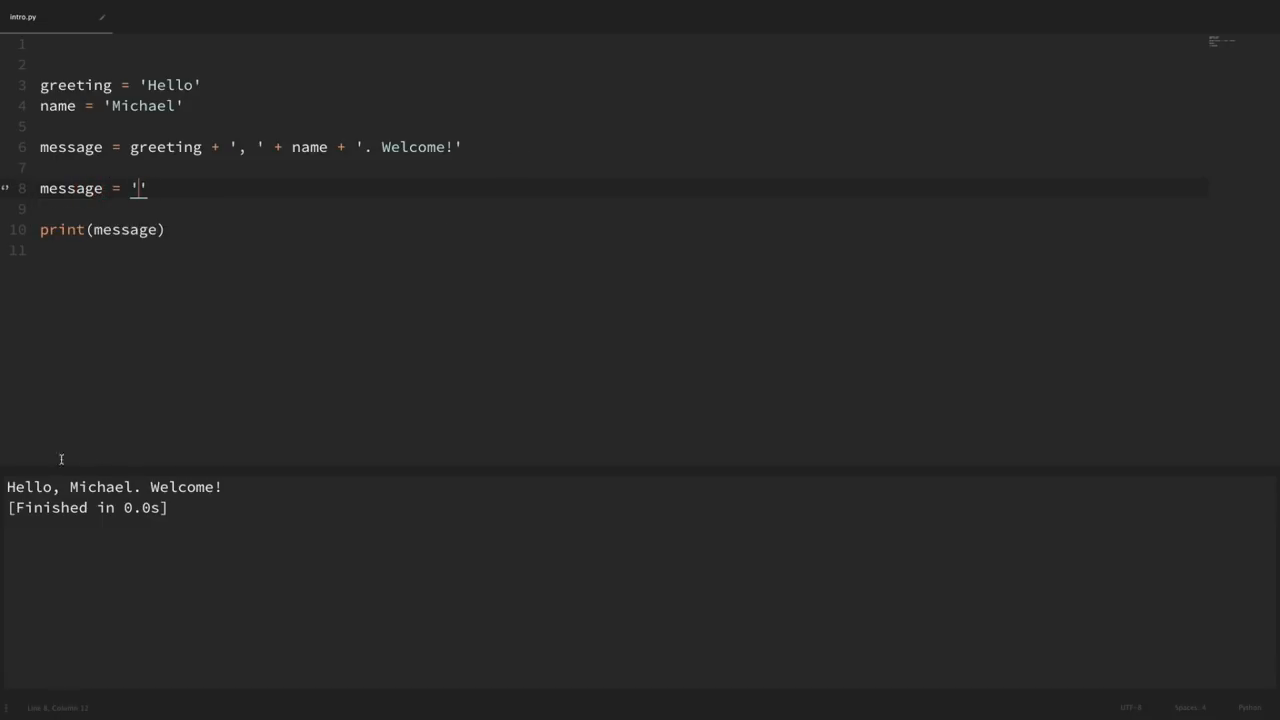 intro.py
1
2
3 greeting = 'Hello'
4 name = 'Michael'
5
6 message = greeting + ', ' + name + '. Welcome!'
7
8 message = ''
9
10 print(message)
11
Hello, Michael. Welcome!
[Finished in 0.0s]
Line 8, Column 12 UTF-8 Spaces: 4 Python